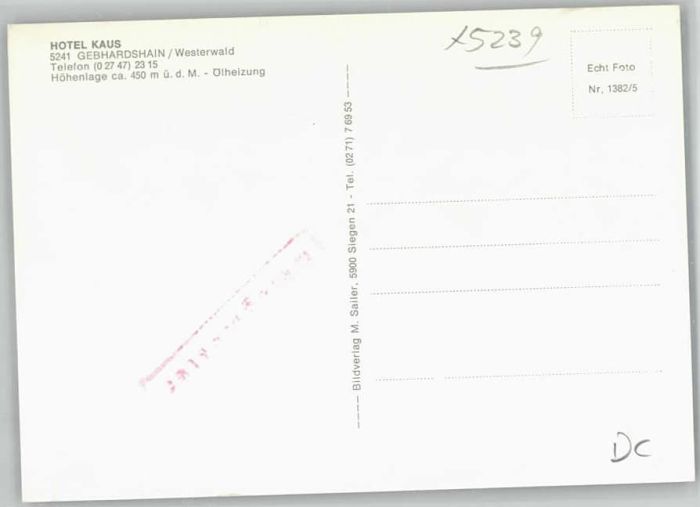 HOTEL KAUS
5241 GEBHARDSHAIN / Westerwald
Telefon (0 27 47) 23 15
Höhenlage ca. 450 m ü. d. M. - Ölheizung
x5239
Echt Foto
Nr. 1382/5
Bildverlag M. Sailer, 5900 Siegen 21 - Tel. (0271) 7 69 53
DC